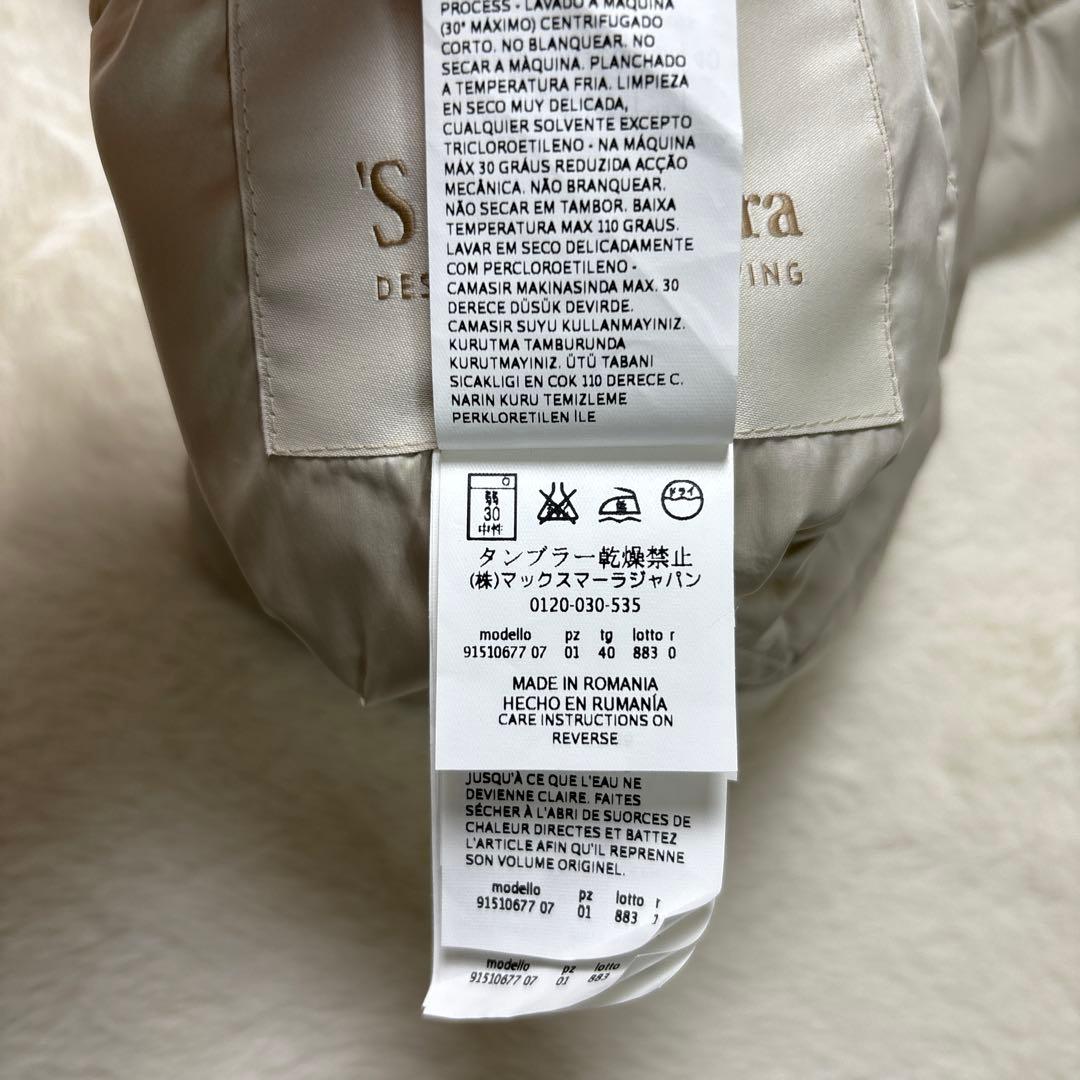 PROCESS - LAVADO A MAQUINA
(30° MÁXIMO) CENTRIFUGADO
CORTO. NO BLANQUEAR. NO
SECAR A MÀQUINA. PLANCHADO
A TEMPERATURA FRIA. LIMPIEZA
EN SECO MUY DELICADA,
CUALQUIER SOLVENTE EXCEPTO
TRICLOROETILENO - NA MÁQUINA
MÁX 30 GRÁUS REDUZIDA ACÇÃO
MECÂNICA. NÃO BRANQUEAR.
NÃO SECAR EM TAMBOR. BAIXA
TEMPERATURA MAX 110 GRAUS.
LAVAR EM SECO DELICADAMENTE
COM PERCLOROETILENO -
CAMASIR MAKINASINDA MAX. 30
DERECE DÜSÜK DEVIRDE.
CAMASIR SUYU KULLANMAYINIZ.
KURUTMA TAMBURUNDA
KURUTMAYINIZ. ÜTÜ TABANI
SICAKLIGI EN COK 110 DERECE C.
NARIN KURU TEMIZLEME
PERKLORETILEN İLE
'S ra
DES VING
弱
30
中性
低
ドライ
タンブラー乾燥禁止
(株)マックスマーラジャパン
0120-030-535
modello pz tg lotto r
91510677 07 01 40 883 0
MADE IN ROMANIA
HECHO EN RUMANÍA
CARE INSTRUCTIONS ON
REVERSE
JUSQU'À CE QUE L'EAU NE
DEVIENNE CLAIRE. FAITES
SÉCHER À L'ABRI DE SUORCES DE
CHALEUR DIRECTES ET BATTEZ
L'ARTICLE AFIN QU'IL REPRENNE
SON VOLUME ORIGINEL.
modello pz lotto r
91510677 07 01 883
modello pz lotto
91510677 07 01 883